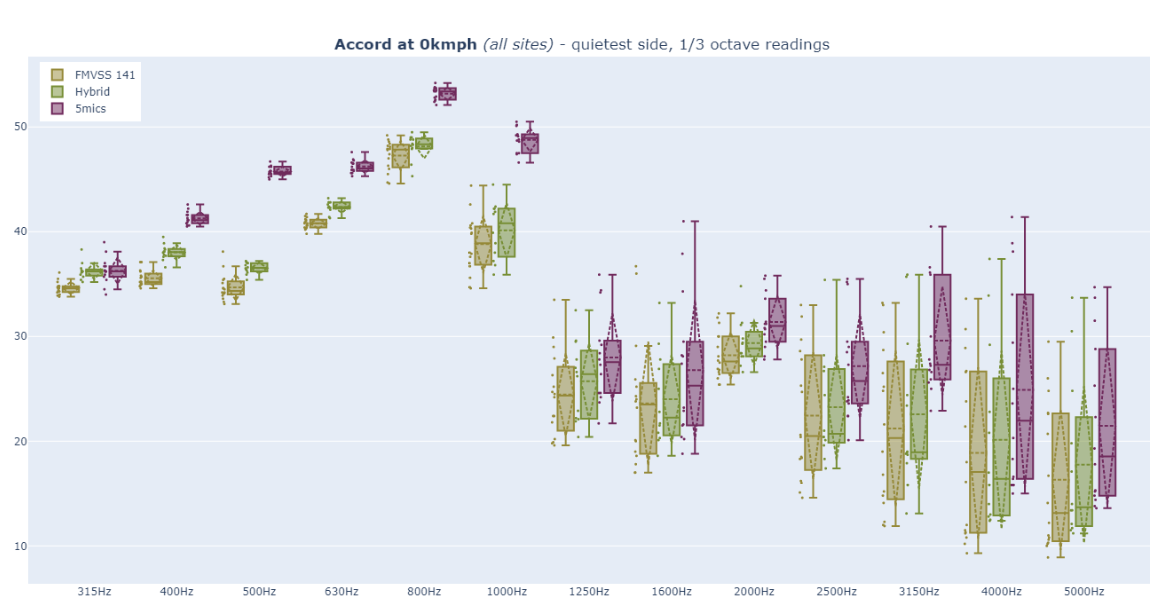 Accord at 0kmph (all sites) - quietest side, 1/3 octave readings
FMVSS 141
Hybrid
5mics
50
40
30
20
10
315Hz 400Hz 500Hz 630Hz 800Hz 1000Hz 1250Hz 1600Hz 2000Hz 2500Hz 3150Hz 4000Hz 5000Hz